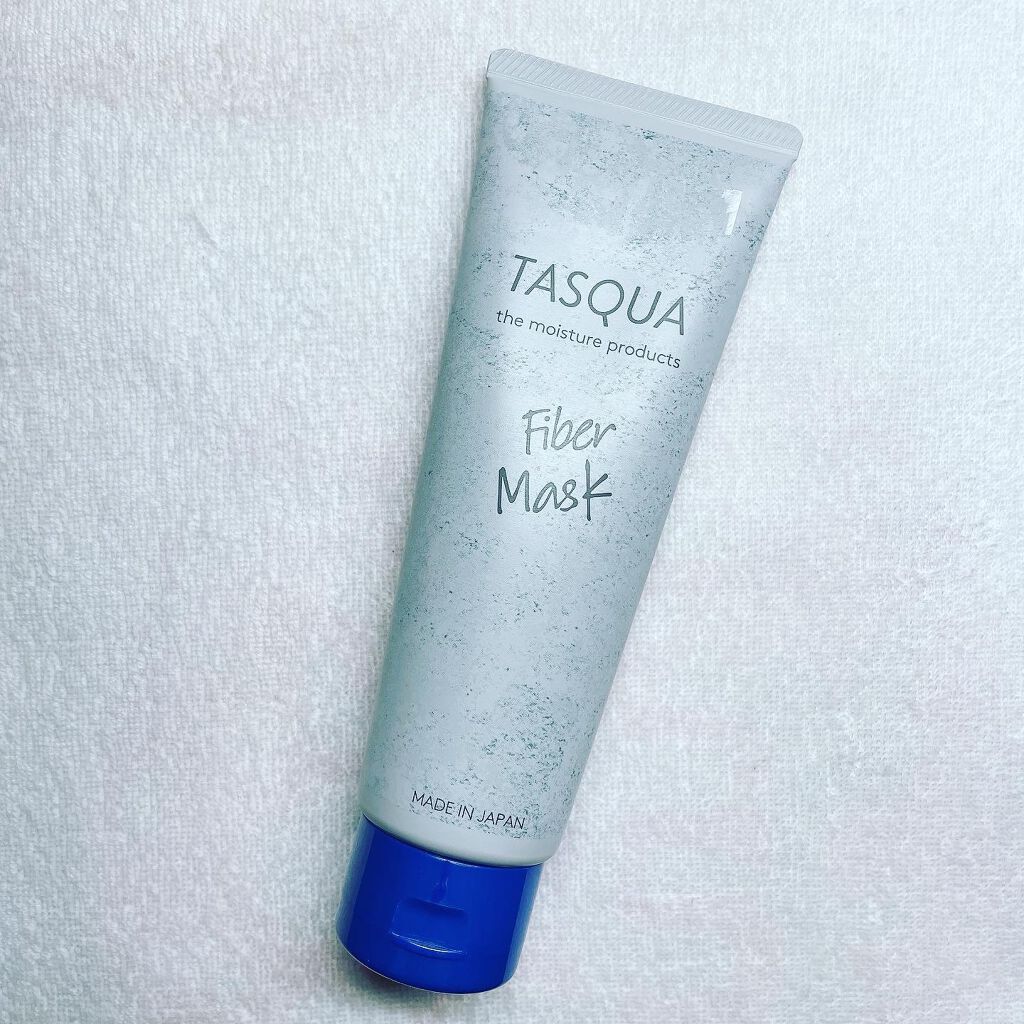 1
TASQUA
the moisture products
Fiber
Mask
MADE IN JAPAN